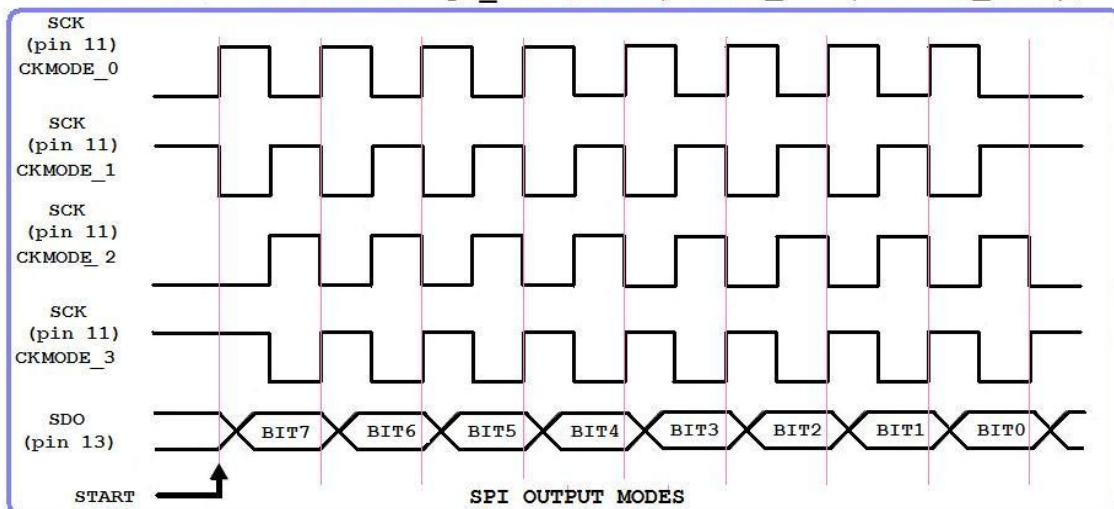 SCK
(pin 11)
CKMODE_0
SCK
(pin 11)
CKMODE_1
SCK
(pin 11)
CKMODE_2
SCK
(pin 11)
CKMODE_3
SDO
(pin 13)
BIT7 BIT6 BIT5 BIT4 BIT3 BIT2 BIT1 BIT0
START
SPI OUTPUT MODES